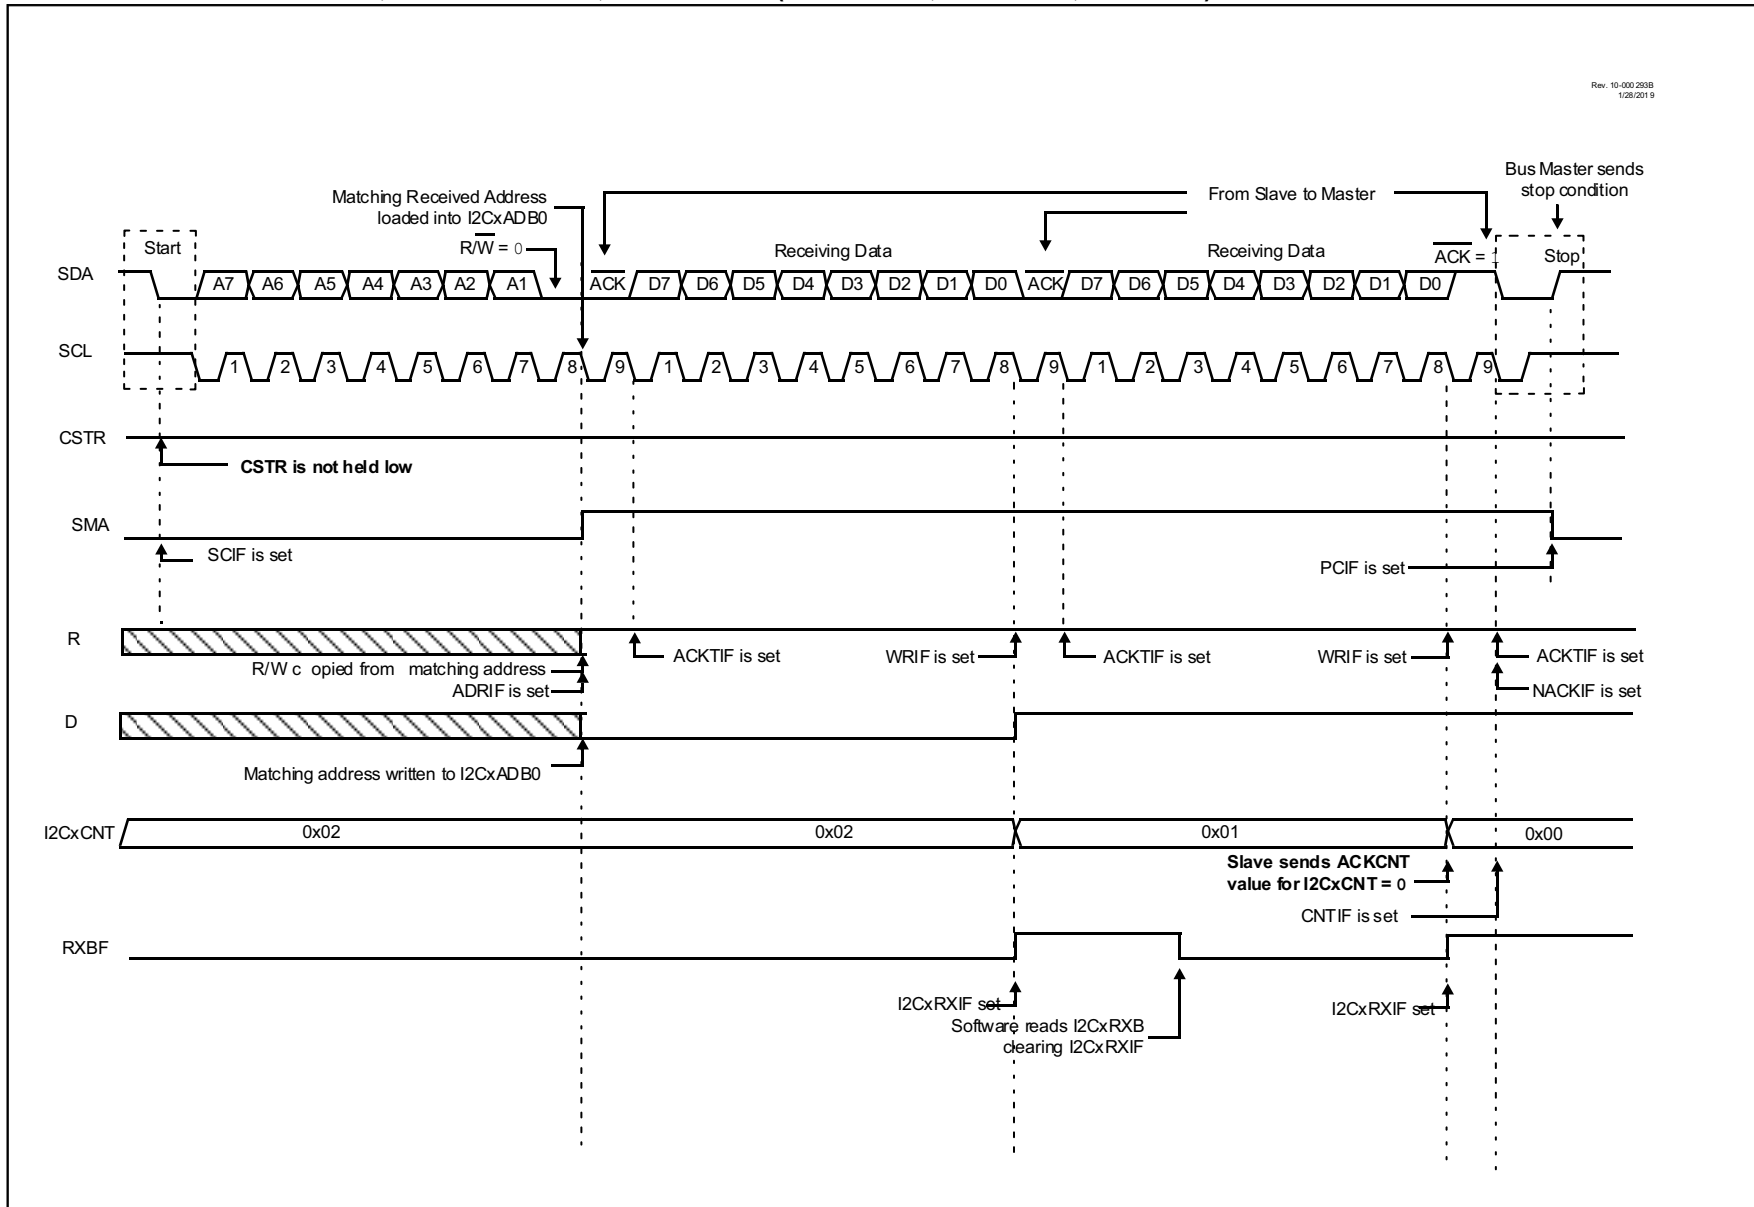 Rev. 10-000 293B
1/28/201 9
Bus Master sends
stop condition
Matching Received Address
loaded into I2CxADB0
From Slave to Master
R/W = 0
Start
Receiving Data
Receiving Data
ACK = 1
Stop
SDA
A7 A6 A5 A4 A3 A2 A1 ACK D7 D6 D5 D4 D3 D2 D1 D0 ACK D7 D6 D5 D4 D3 D2 D1 D0
SCL
1 2 3 4 5 6 7 8 9 1 2 3 4 5 6 7 8 9 1 2 3 4 5 6 7 8 9
CSTR
CSTR is not held low
SMA
SCIF is set
PCIF is set
R
ACKTIF is set
WRIF is set
ACKTIF is set
WRIF is set
ACKTIF is set
R/W c opied from matching address
ADRIF is set
NACKIF is set
D
Matching address written to I2CxADB0
I2CxCNT
0x02
0x02
0x01
0x00
Slave sends ACKCNT
value for I2CxCNT = 0
CNTIF is set
RXBF
I2CxRXIF set
I2CxRXIF set
Software reads I2CxRXB
clearing I2CxRXIF